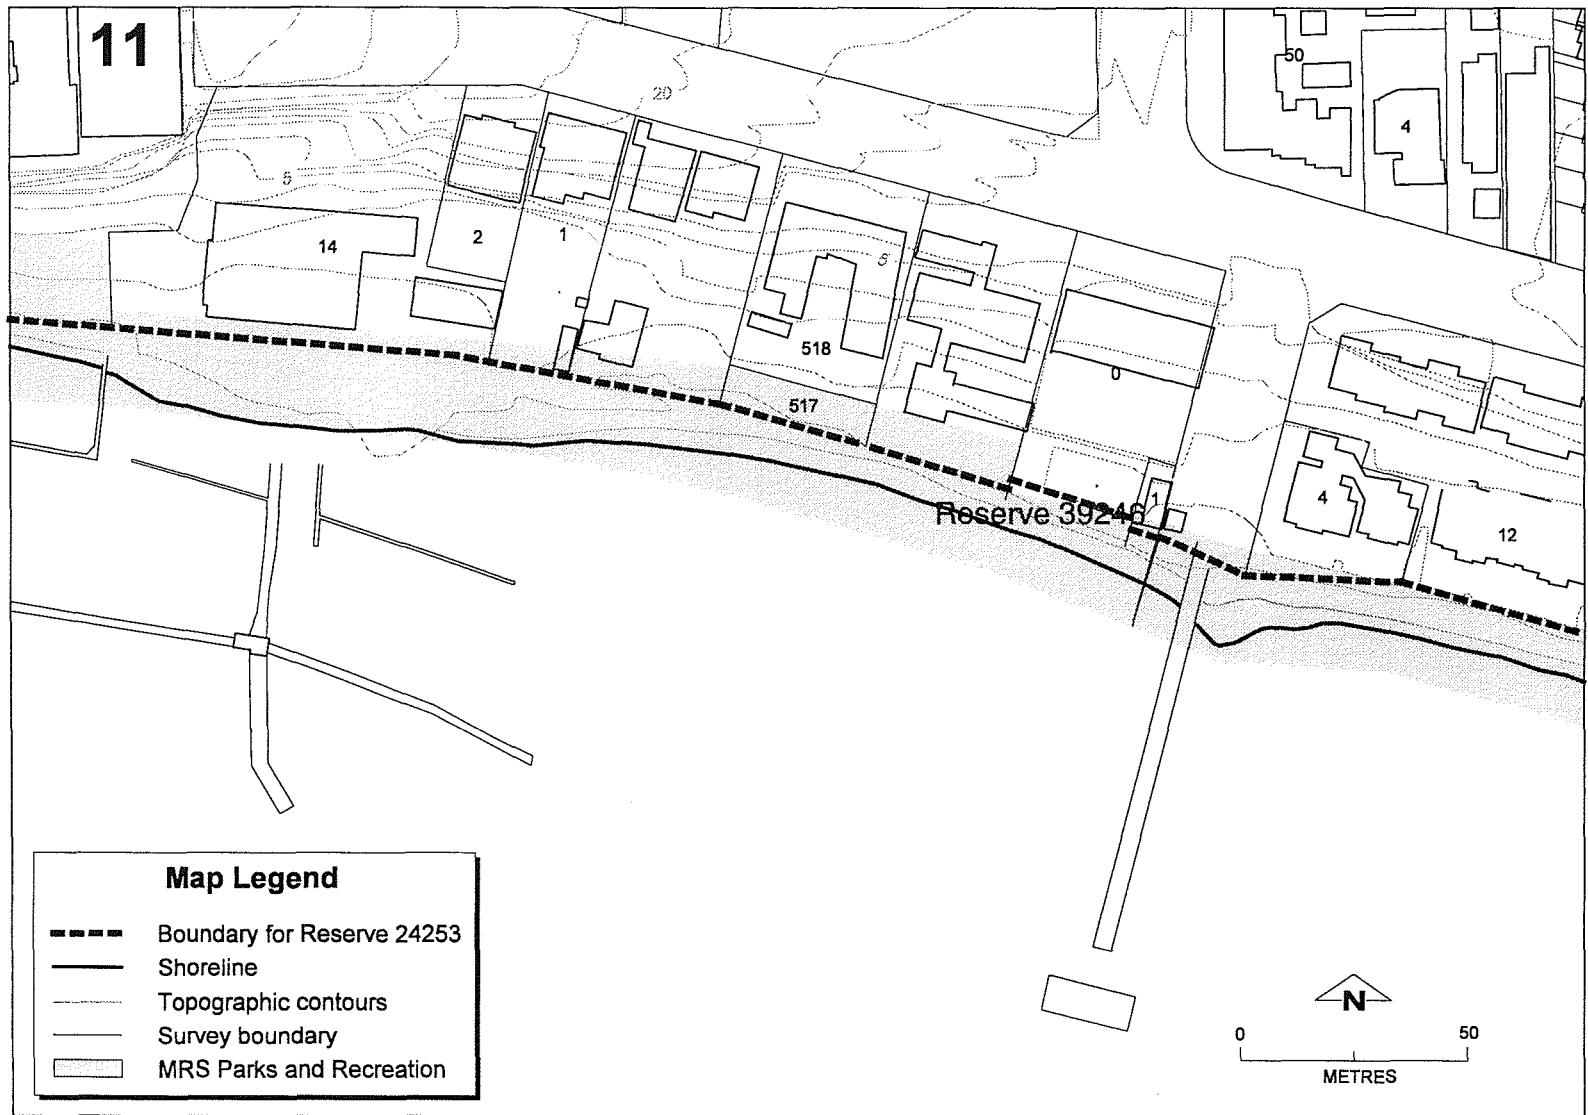 11
20
50
4
5
14
2
1
5
518
517
0
Reserve 39246
1
4
12
Map Legend
Boundary for Reserve 24253
Shoreline
Topographic contours
Survey boundary
MRS Parks and Recreation
N
0 50
METRES